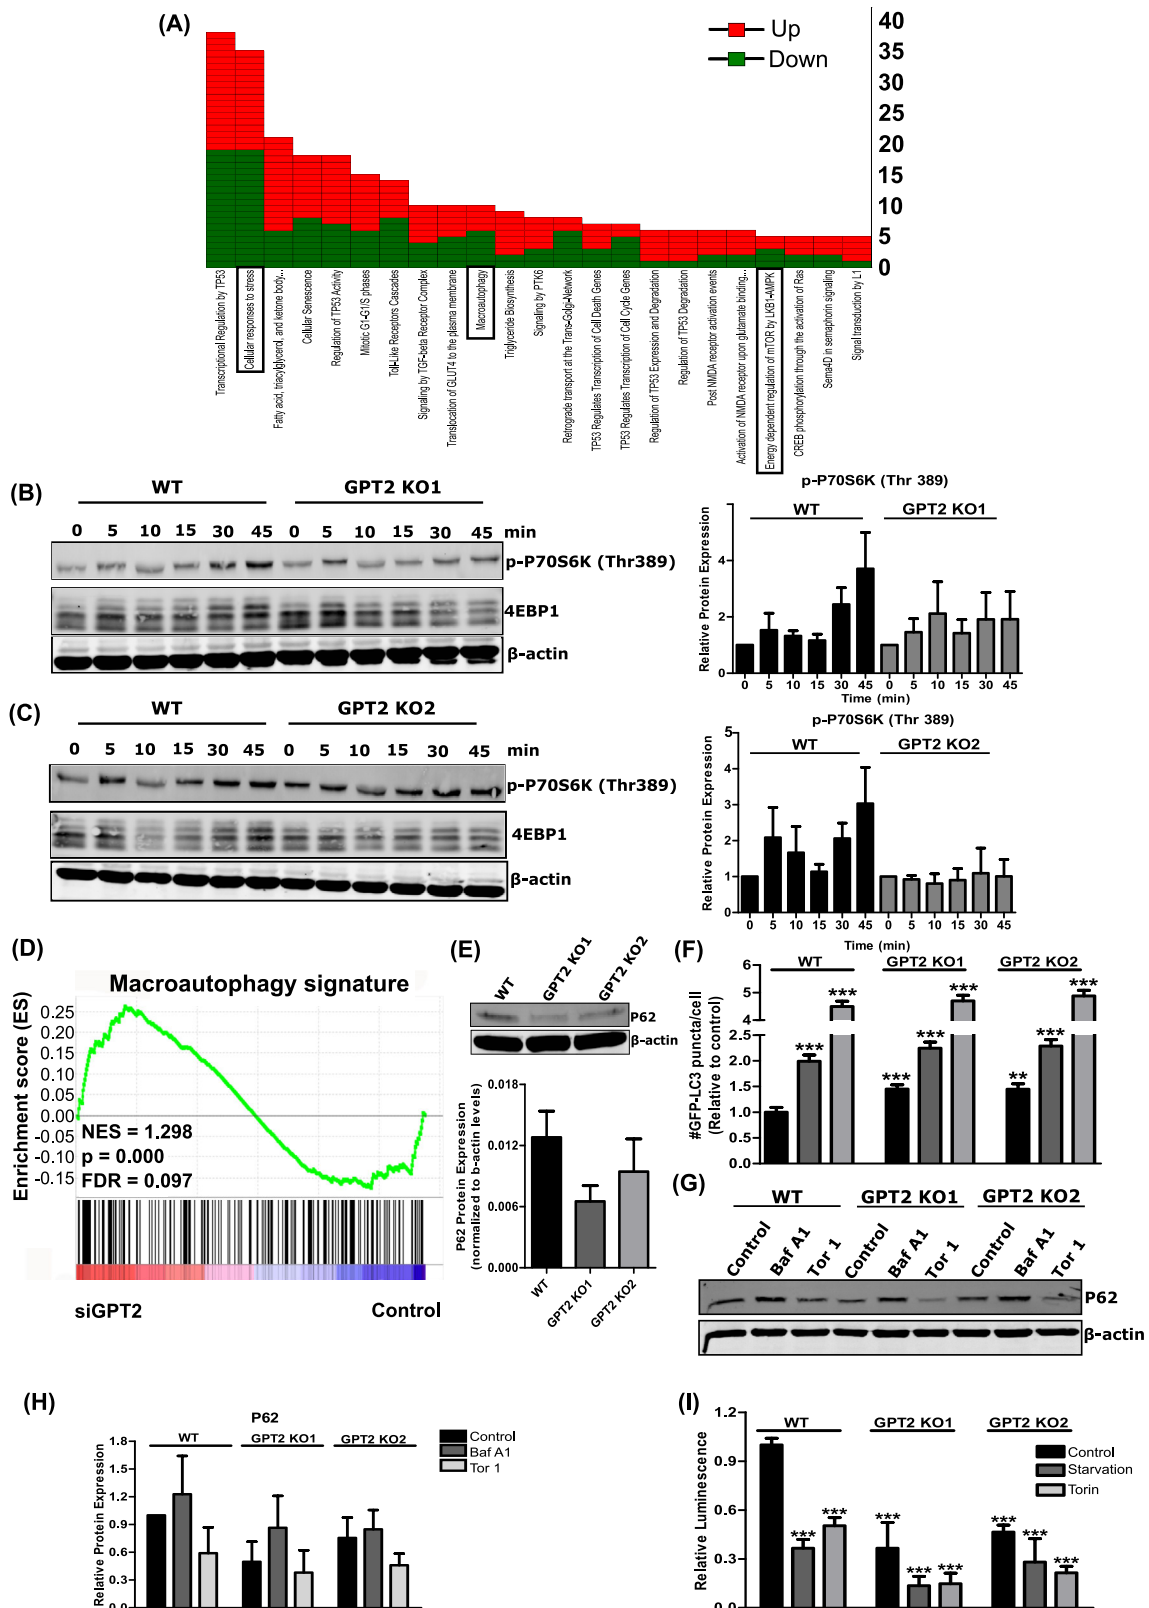 (A)
Up
Down
40
35
30
25
20
15
10
5
0
Transcriptional Regulation by TP53
Cellular responses to stress
Fatty acid, triacylglycerol, and ketone body...
Cellular Senescence
Regulation of TP53 Activity
Mitotic G1-G1/S phases
Toll-Like Receptors Cascades
Signaling by TGF-beta Receptor Complex
Translocation of GLUT4 to the plasma membrane
Macroautophagy
Triglyceride Biosynthesis
Signaling by PTK6
Retrograde transport at the Trans-Golgi-Network
TP53 Regulates Transcription of Cell Death Genes
TP53 Regulates Transcription of Cell Cycle Genes
Regulation of TP53 Expression and Degradation
Regulation of TP53 Degradation
Post NMDA receptor activation events
Activation of NMDA receptor upon glutamate binding...
Energy dependent regulation of mTOR by LKB1-AMPK
CREB phosphorylation through the activation of Ras
Sema4D in semaphorin signaling
Signal transduction by L1
(B)
WT GPT2 KO1
0 5 10 15 30 45 0 5 10 15 30 45 min
p-P70S6K (Thr389)
4EBP1
β-actin
p-P70S6K (Thr 389)
WT GPT2 KO1
Relative Protein Expression
6
4
2
0
0 5 10 15 30 45 0 5 10 15 30 45
Time (min)
(C)
WT GPT2 KO2
0 5 10 15 30 45 0 5 10 15 30 45 min
p-P70S6K (Thr389)
4EBP1
β-actin
p-P70S6K (Thr 389)
WT GPT2 KO2
Relative Protein Expression
5
4
3
2
1
0
0 5 10 15 30 45 0 5 10 15 30 45
Time (min)
(D)
Macroautophagy signature
Enrichment score (ES)
0.25
0.20
0.15
0.10
0.05
0.00
-0.05
-0.10
-0.15
NES = 1.298
p = 0.000
FDR = 0.097
siGPT2 Control
(E)
WT GPT2 KO1 GPT2 KO2
P62
β-actin
P62 Protein Expression
(normalized to b-actin levels)
0.018
0.012
0.006
0.000
WT GPT2 KO1 GPT2 KO2
(F)
WT GPT2 KO1 GPT2 KO2
#GFP-LC3 puncta/cell
(Relative to control)
6
5
4
2.5
2.0
1.5
1.0
0.5
0.0
*** *** *** *** *** ** *** ***
(G)
WT GPT2 KO1 GPT2 KO2
Control Baf A1 Tor 1 Control Baf A1 Tor 1 Control Baf A1 Tor 1
P62
β-actin
(H)
P62
WT GPT2 KO1 GPT2 KO2
Control
Baf A1
Tor 1
Relative Protein Expression
1.8
1.5
1.2
0.9
0.6
0.3
0.0
(I)
WT GPT2 KO1 GPT2 KO2
Control
Starvation
Torin
Relative Luminescence
1.2
0.9
0.6
0.3
0.0
*** *** *** *** *** *** *** ***